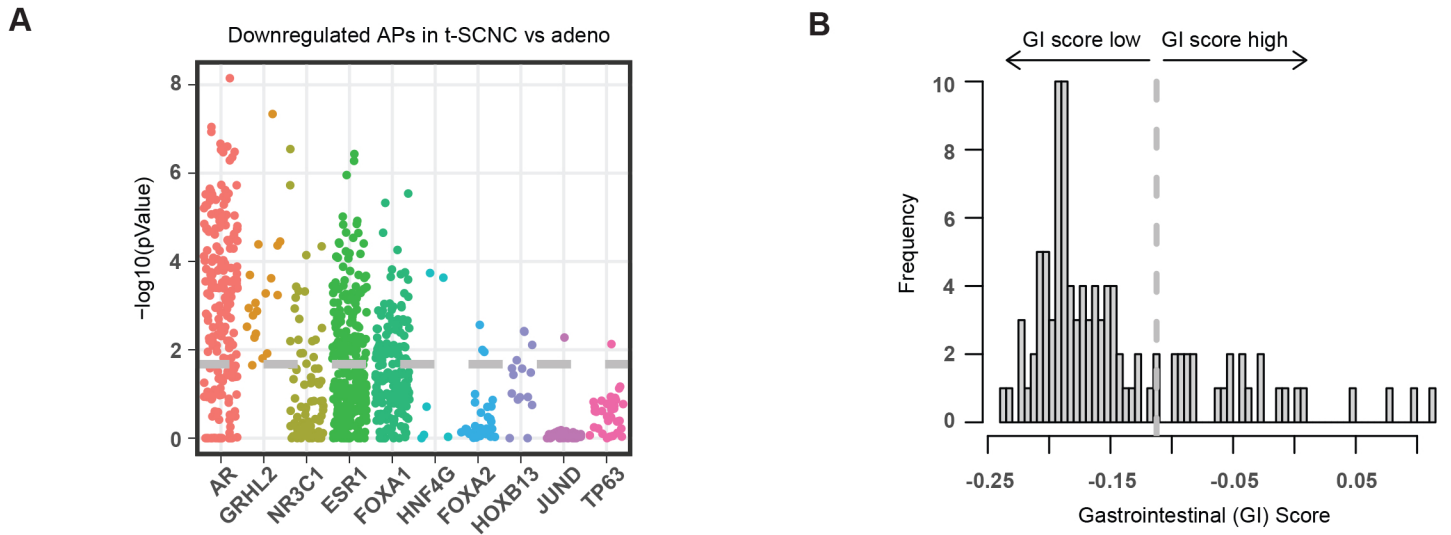 A
Downregulated APs in t-SCNC vs adeno
−log10(pValue)
8
6
4
2
0
AR
GRHL2
NR3C1
ESR1
FOXA1
HNF4G
FOXA2
HOXB13
JUND
TP63
B
GI score low
GI score high
Frequency
10
8
6
4
2
0
-0.25
-0.15
-0.05
0.05
Gastrointestinal (GI) Score